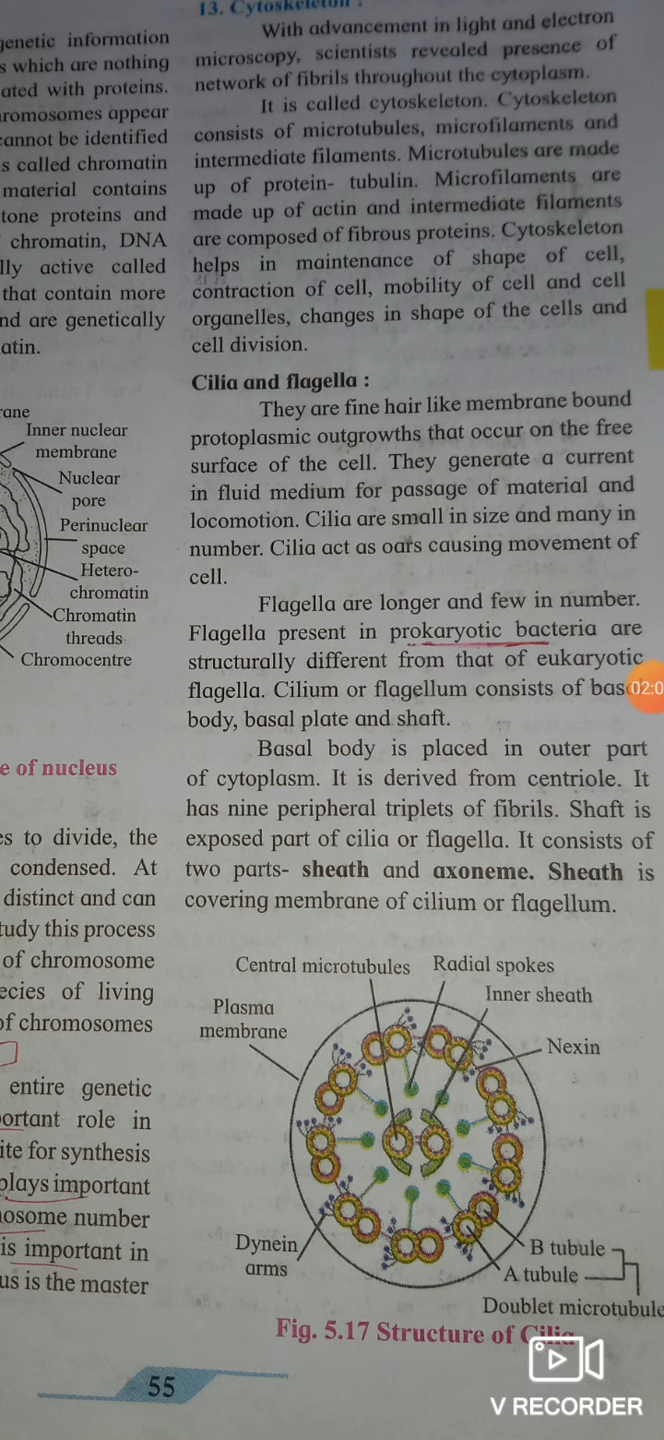 genetic information
s which are nothing
ated with proteins.
romosomes appear
cannot be identified
s called chromatin
material contains
tone proteins and
chromatin, DNA
lly active called
that contain more
nd are genetically
atin.
rane
Inner nuclear
membrane
Nuclear
pore
Perinuclear
space
Hetero-
chromatin
Chromatin
threads
Chromocentre
e of nucleus
es to divide, the
condensed. At
distinct and can
tudy this process
of chromosome
ecies of living
of chromosomes
entire genetic
portant role in
ite for synthesis
plays important
nosome number
is important in
us is the master
13. Cytoskeleton :
With advancement in light and electron
microscopy, scientists revealed presence of
network of fibrils throughout the cytoplasm.
It is called cytoskeleton. Cytoskeleton
consists of microtubules, microfilaments and
intermediate filaments. Microtubules are made
up of protein- tubulin. Microfilaments are
made up of actin and intermediate filaments
are composed of fibrous proteins. Cytoskeleton
helps in maintenance of shape of cell,
contraction of cell, mobility of cell and cell
organelles, changes in shape of the cells and
cell division.
Cilia and flagella :
They are fine hair like membrane bound
protoplasmic outgrowths that occur on the free
surface of the cell. They generate a current
in fluid medium for passage of material and
locomotion. Cilia are small in size and many in
number. Cilia act as oars causing movement of
cell.
Flagella are longer and few in number.
Flagella present in prokaryotic bacteria are
structurally different from that of eukaryotic
flagella. Cilium or flagellum consists of bas
02:0
body, basal plate and shaft.
Basal body is placed in outer part
of cytoplasm. It is derived from centriole. It
has nine peripheral triplets of fibrils. Shaft is
exposed part of cilia or flagella. It consists of
two parts- sheath and axoneme. Sheath is
covering membrane of cilium or flagellum.
Central microtubules
Radial spokes
Inner sheath
Plasma
membrane
Nexin
Dynein
arms
B tubule
A tubule
Doublet microtubule
Fig. 5.17 Structure of Cilia
55
V RECORDER